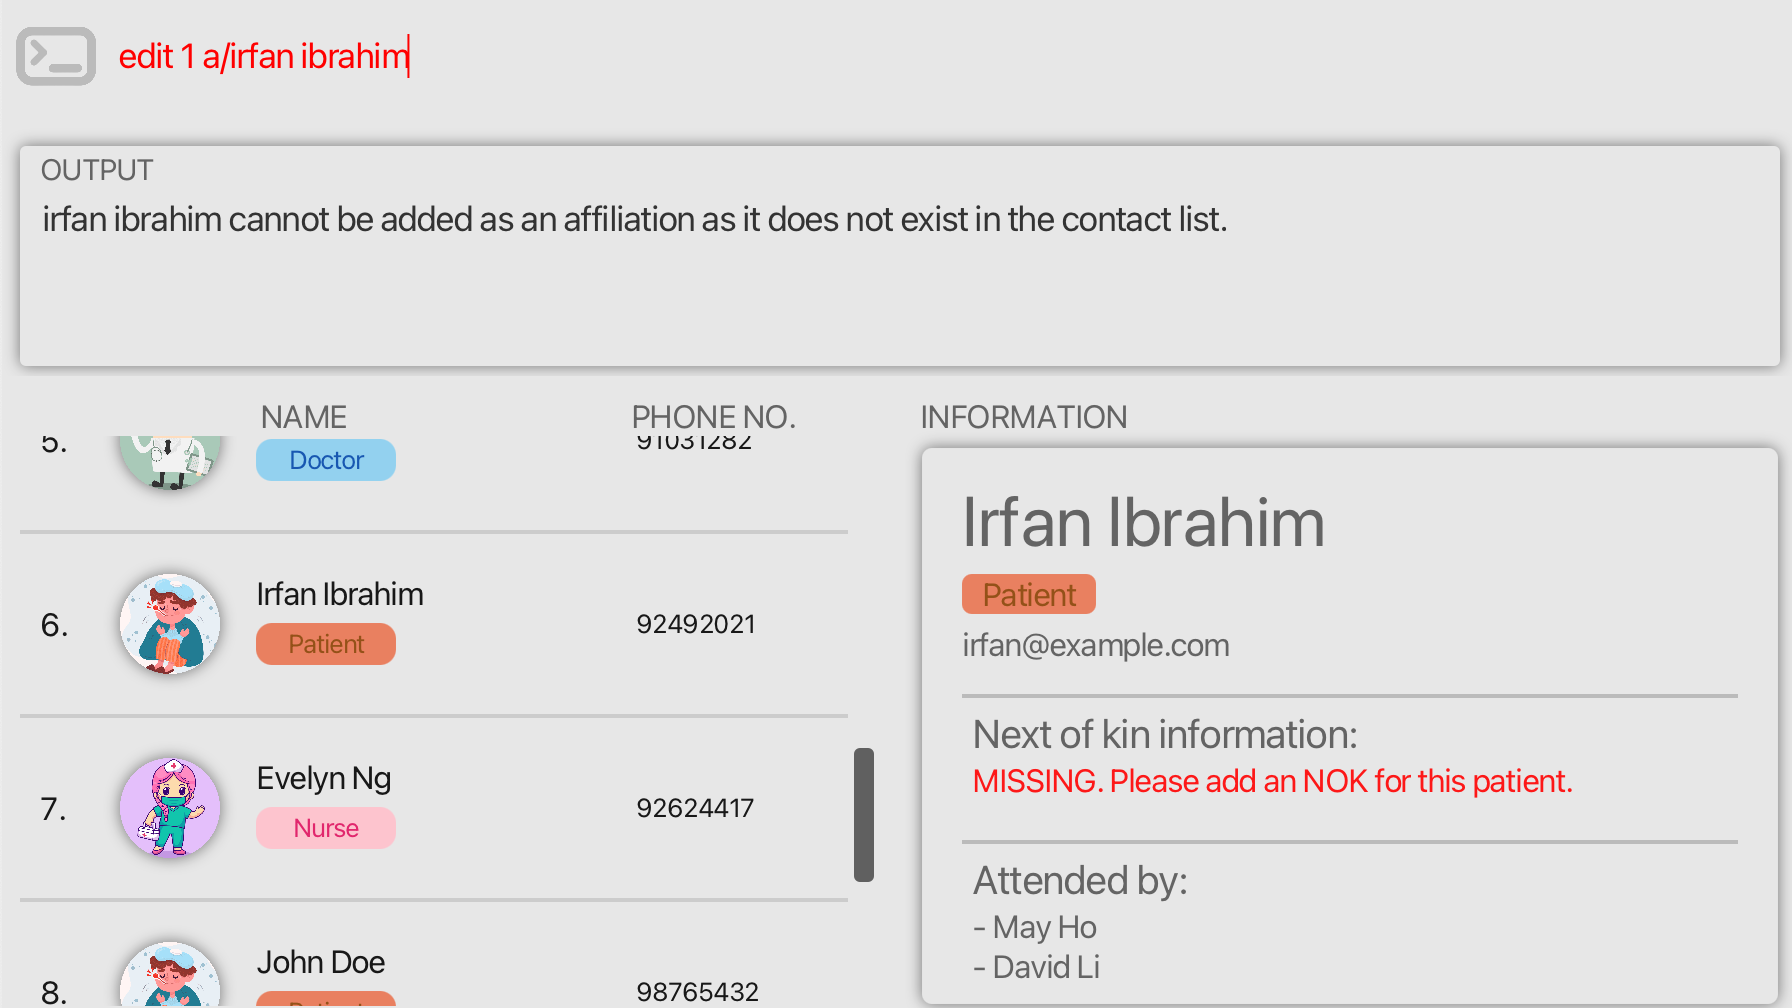 edit 1 a/irfan ibrahim
OUTPUT
irfan ibrahim cannot be added as an affiliation as it does not exist in the contact list.
NAME PHONE NO.
5. Doctor 91031282
6. Irfan Ibrahim
Patient
92492021
7. Evelyn Ng
Nurse
92624417
8. John Doe
Patient
98765432
INFORMATION
Irfan Ibrahim
Patient
irfan@example.com
Next of kin information:
MISSING. Please add an NOK for this patient.
Attended by:
- May Ho
- David Li